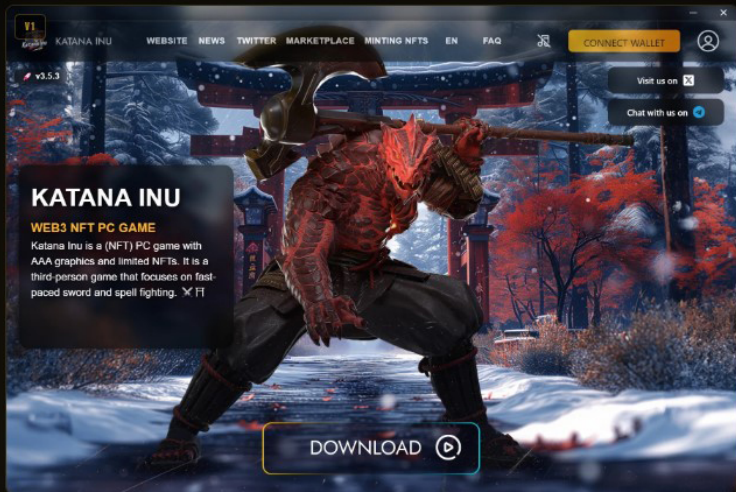 V1
KATANA INU
WEBSITE NEWS TWITTER MARKETPLACE MINTING NFTS EN FAQ
CONNECT WALLET
v3.5.3
Visit us on X
Chat with us on
KATANA INU
WEB3 NFT PC GAME
Katana Inu is a (NFT) PC game with
AAA graphics and limited NFTs. It is a
third-person game that focuses on fast-
paced sword and spell fighting.
DOWNLOAD